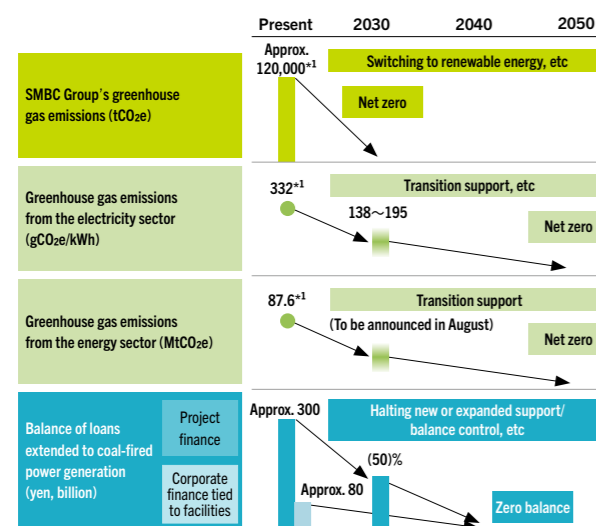 Present 2030 2040 2050
SMBC Group's greenhouse
gas emissions (tCO2e)
Approx.
120,000*1
Switching to renewable energy, etc
Net zero
Greenhouse gas emissions
from the electricity sector
(gCO2e/kWh)
332*1
Transition support, etc
138～195
Net zero
Greenhouse gas emissions
from the energy sector (MtCO2e)
87.6*1
Transition support
(To be announced in August)
Net zero
Balance of loans
extended to coal-fired
power generation
(yen, billion)
Project
finance
Corporate
finance tied
to facilities
Approx. 300
Halting new or expanded support/
balance control, etc
(50)%
Approx. 80
Zero balance